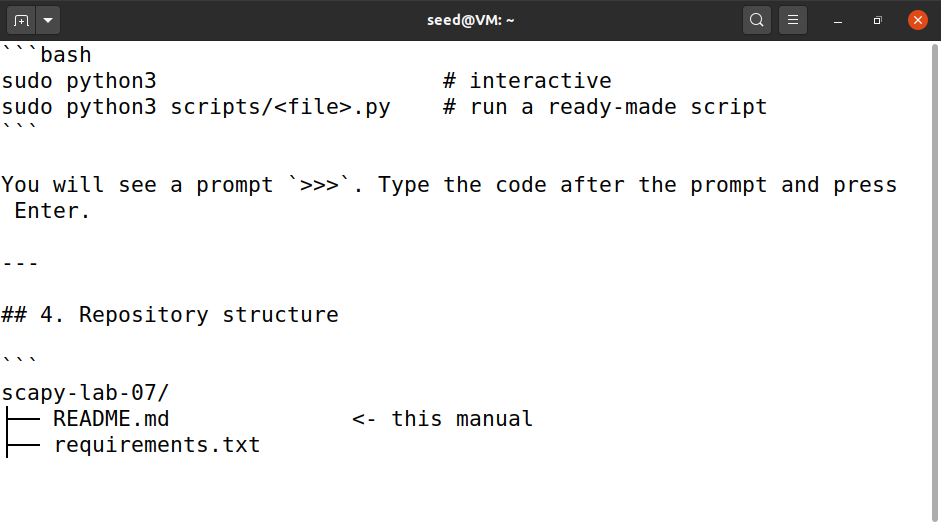 seed@VM: ~
```bash
sudo python3                      # interactive
sudo python3 scripts/<file>.py    # run a ready-made script
```
You will see a prompt `>>>`. Type the code after the prompt and press
 Enter.
---
## 4. Repository structure
```
scapy-lab-07/
├── README.md              <- this manual
├── requirements.txt